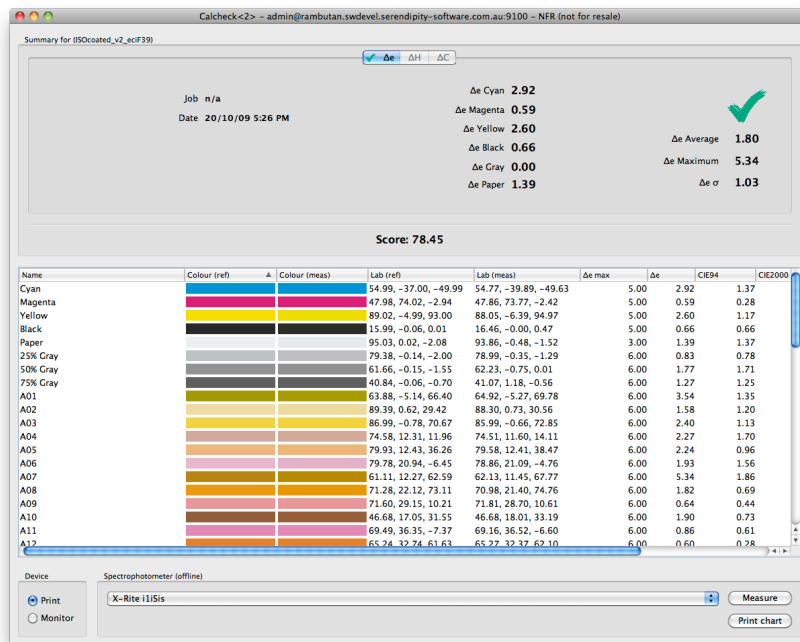 Calcheck<2> - admin@rambutan.swdevel.serendipity-software.com.au:9100 - NFR (not for resale)
Summary for (ISOcoated_v2_eciF39)
Δe ΔH ΔC
Job n/a
Date 20/10/09 5:26 PM
Δe Cyan 2.92
Δe Magenta 0.59
Δe Yellow 2.60
Δe Black 0.66
Δe Gray 0.00
Δe Paper 1.39
Δe Average 1.80
Δe Maximum 5.34
Δe σ 1.03
Score: 78.45
Name Colour (ref) Colour (meas) Lab (ref) Lab (meas) Δe max Δe CIE94 CIE2000
Cyan 54.99, -37.00, -49.99 54.77, -39.89, -49.63 5.00 2.92 1.37
Magenta 47.98, 74.02, -2.94 47.86, 73.77, -2.42 5.00 0.59 0.28
Yellow 89.02, -4.99, 93.00 88.05, -6.39, 94.97 5.00 2.60 1.17
Black 15.99, -0.06, 0.01 16.46, -0.00, 0.47 5.00 0.66 0.66
Paper 95.03, 0.02, -2.08 93.86, -0.48, -1.52 3.00 1.39 1.37
25% Gray 79.38, -0.14, -2.00 78.99, -0.35, -1.29 6.00 0.83 0.78
50% Gray 61.66, -0.15, -1.55 62.23, -0.75, 0.01 6.00 1.77 1.71
75% Gray 40.84, -0.06, -0.70 41.07, 1.18, -0.56 6.00 1.27 1.25
A01 63.88, -5.14, 66.40 64.92, -5.27, 69.78 6.00 3.54 1.35
A02 89.39, 0.62, 29.42 88.30, 0.73, 30.56 6.00 1.58 1.20
A03 86.99, -0.78, 70.67 85.99, -0.66, 72.85 6.00 2.40 1.13
A04 74.58, 12.31, 11.96 74.51, 11.60, 14.11 6.00 2.27 1.70
A05 79.93, 12.43, 36.26 79.58, 12.41, 38.47 6.00 2.24 0.96
A06 79.78, 20.94, -6.45 78.86, 21.09, -4.76 6.00 1.93 1.56
A07 61.11, 12.27, 62.59 62.13, 11.45, 67.77 6.00 5.34 1.86
A08 71.28, 22.12, 73.11 70.98, 21.40, 74.76 6.00 1.82 0.69
A09 71.60, 29.15, 10.21 71.81, 28.70, 10.61 6.00 0.64 0.44
A10 46.68, 17.05, 31.55 46.68, 18.01, 33.19 6.00 1.90 0.73
A11 69.49, 36.35, -7.37 69.16, 36.52, -6.60 6.00 0.86 0.61
A12 65.24, 32.74, 61.63 65.27, 32.37, 62.10 6.00 0.60 0.28
Device
Print
Monitor
Spectrophotometer (offline)
X-Rite i1iSis
Measure
Print chart